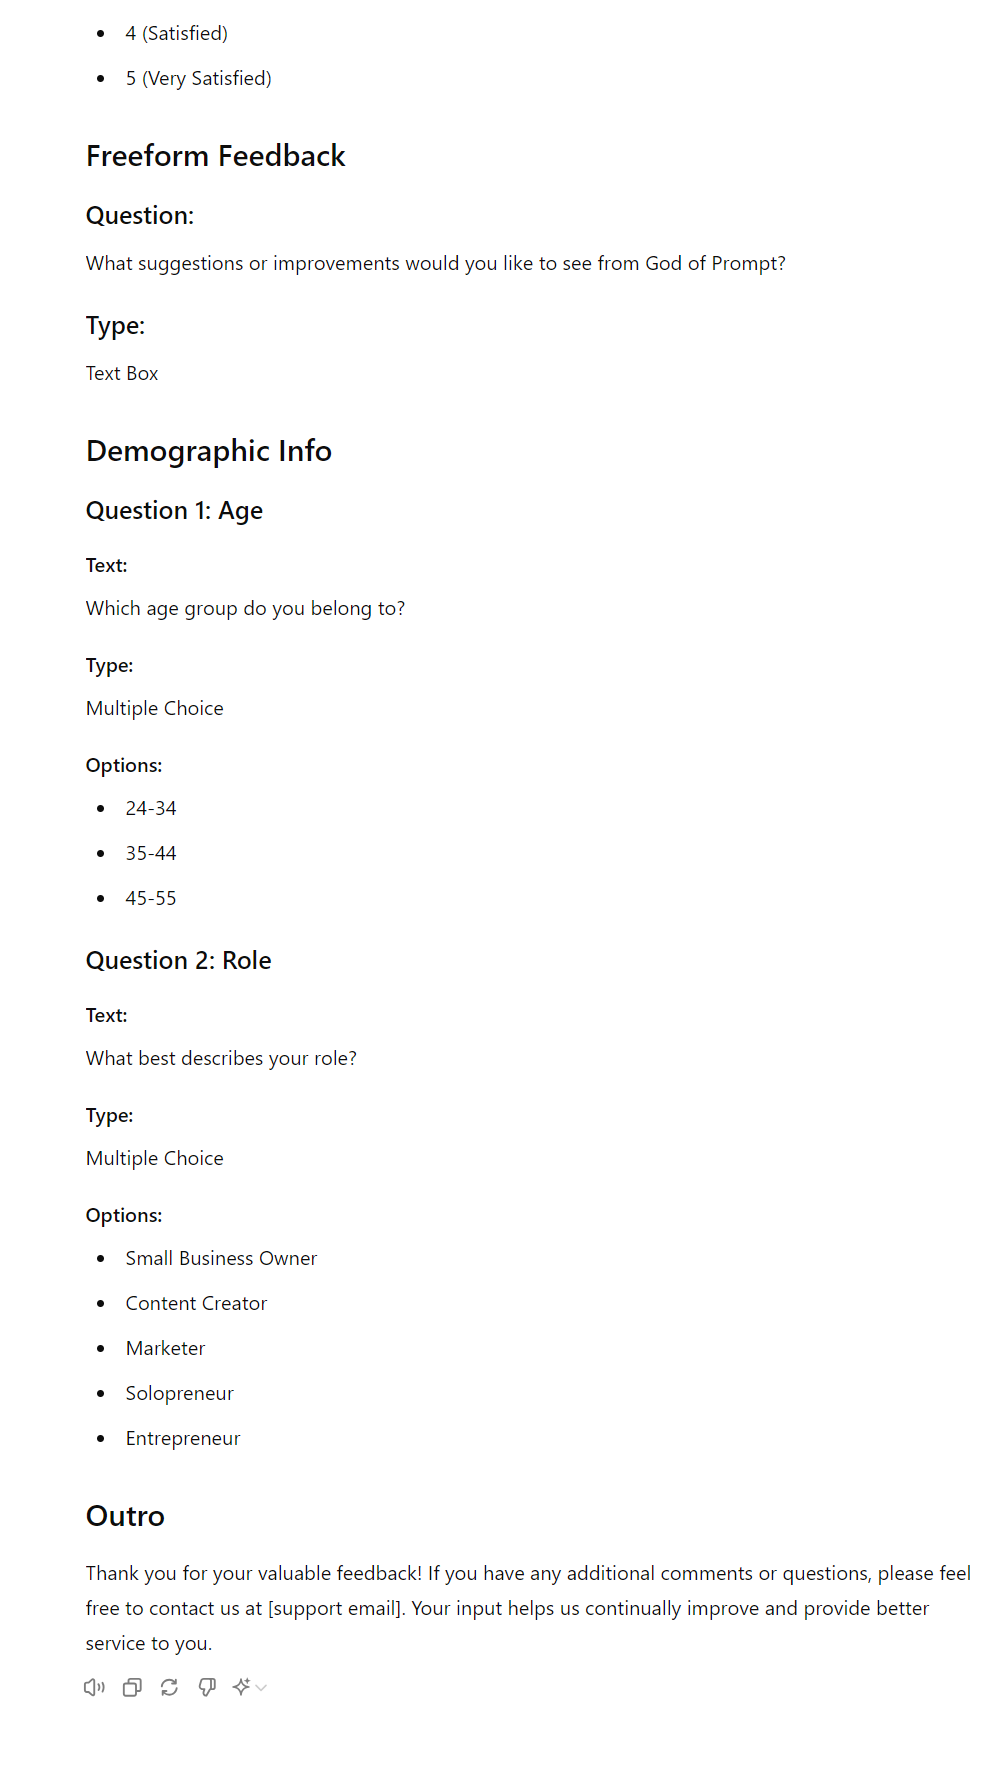 4 (Satisfied)
5 (Very Satisfied)
Freeform Feedback
Question:
What suggestions or improvements would you like to see from God of Prompt?
Type:
Text Box
Demographic Info
Question 1: Age
Text:
Which age group do you belong to?
Type:
Multiple Choice
Options:
24-34
35-44
45-55
Question 2: Role
Text:
What best describes your role?
Type:
Multiple Choice
Options:
Small Business Owner
Content Creator
Marketer
Solopreneur
Entrepreneur
Outro
Thank you for your valuable feedback! If you have any additional comments or questions, please feel
free to contact us at [support email]. Your input helps us continually improve and provide better
service to you.